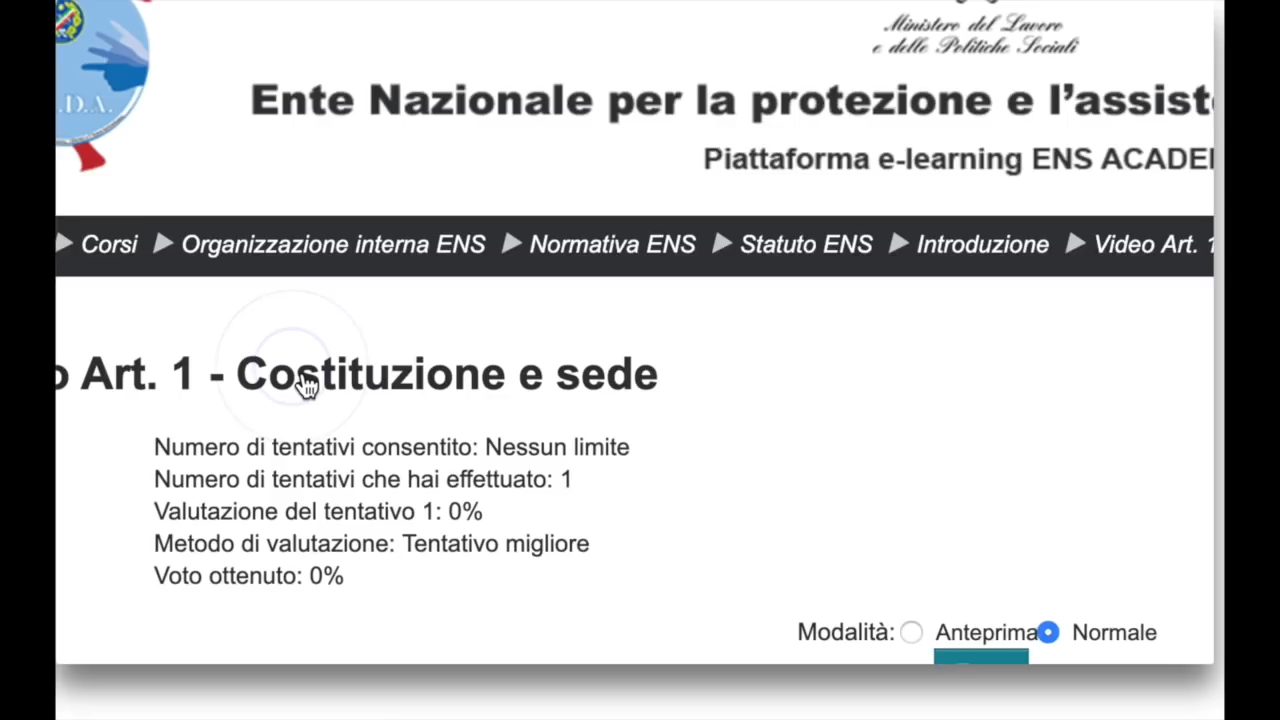 Ministero del Lavoro
e delle Politiche Sociali
.D.A.
Ente Nazionale per la protezione e l’assist
Piattaforma e-learning ENS ACADE
Corsi Organizzazione interna ENS Normativa ENS Statuto ENS Introduzione Video Art. 1
o Art. 1 - Costituzione e sede
Numero di tentativi consentito: Nessun limite
Numero di tentativi che hai effettuato: 1
Valutazione del tentativo 1: 0%
Metodo di valutazione: Tentativo migliore
Voto ottenuto: 0%
Modalità: Anteprima Normale